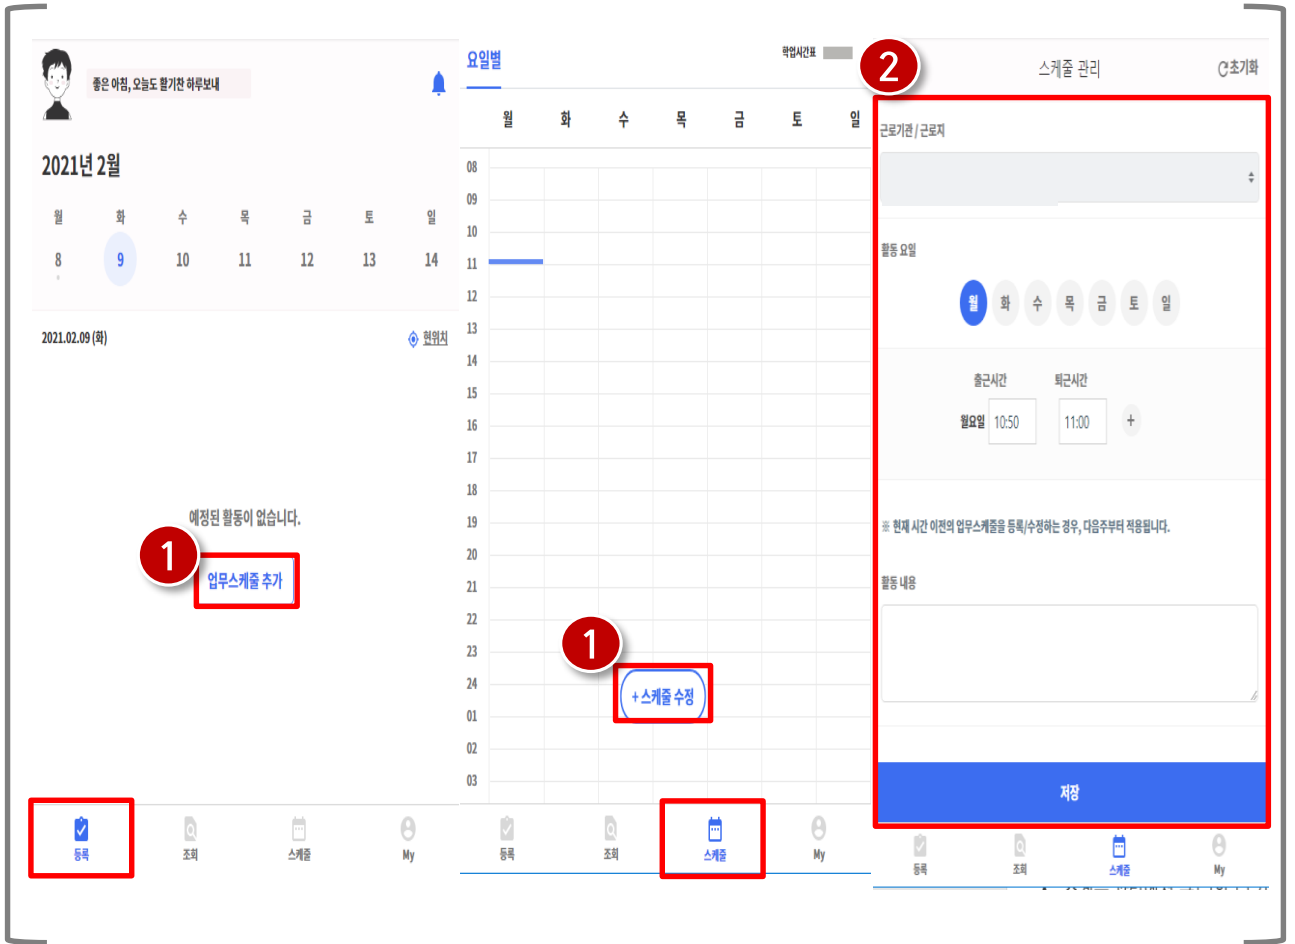 좋은 아침, 오늘도 활기찬 하루보내
2021년 2월
월 화 수 목 금 토 일
8 9 10 11 12 13 14
2021.02.09 (화)
현위치
예정된 활동이 없습니다.
1
업무스케줄 추가
등록 조회 스케줄 My
요일별
학업시간표
월 화 수 목 금 토 일
08
09
10
11
12
13
14
15
16
17
18
19
20
21
22
23
24
01
02
03
1
+ 스케줄 수정
등록 조회 스케줄 My
2
스케줄 관리
초기화
근로기관 / 근로지
활동 요일
월 화 수 목 금 토 일
출근시간 퇴근시간
월요일 10:50 11:00 +
※ 현재 시간 이전의 업무스케줄을 등록/수정하는 경우, 다음주부터 적용됩니다.
활동 내용
저장
등록 조회 스케줄 My